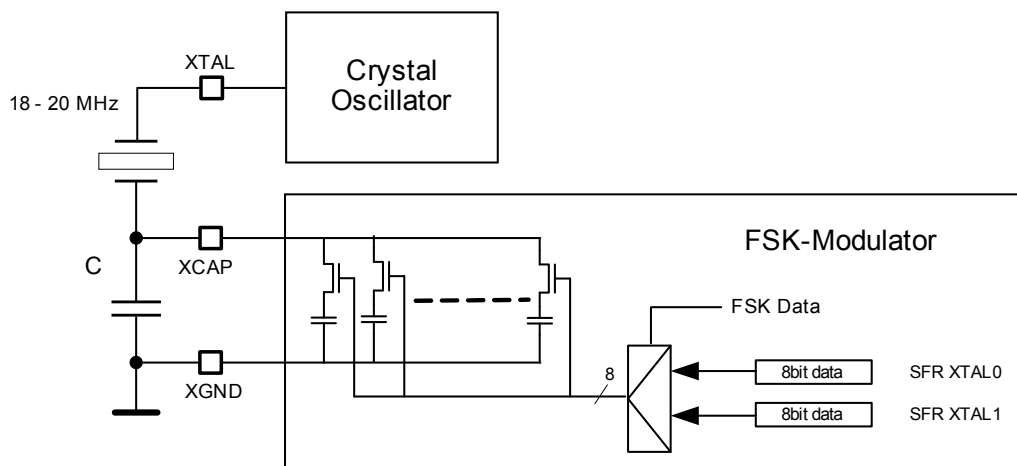 XTAL
Crystal
Oscillator
18 - 20 MHz
FSK-Modulator
C
XCAP
FSK Data
8
8bit data
SFR XTAL0
XGND
8bit data
SFR XTAL1